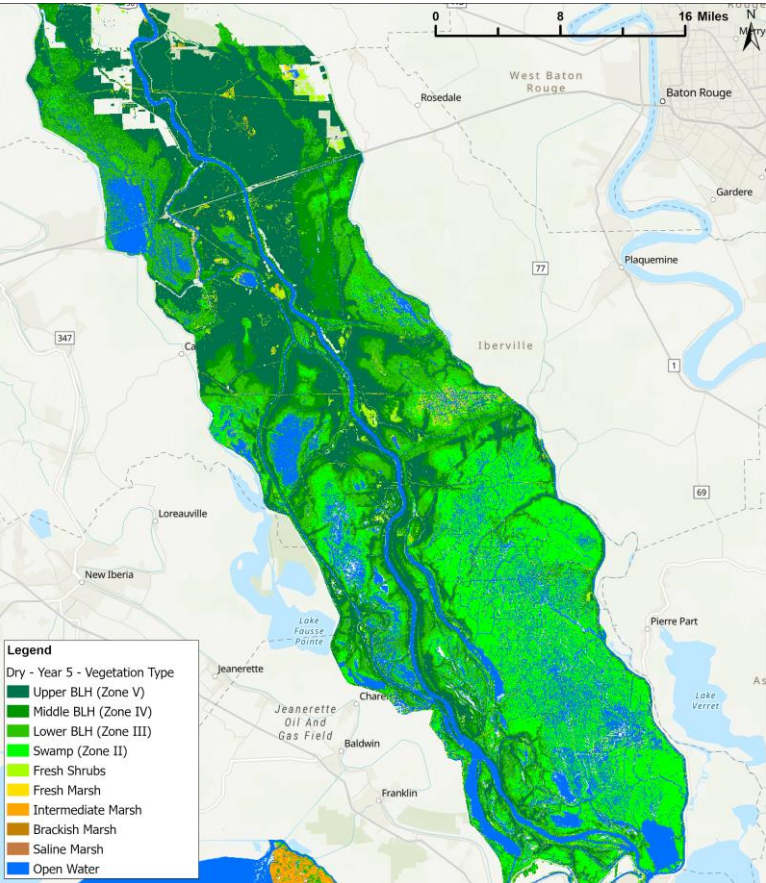 0 8 16 Miles N
West Baton
Rouge
Rosedale
Baton Rouge
Gardere
Plaquemine
77
347
Iberville
Ca
1
69
Loreauville
New Iberia
Lake
Fausse
Pointe
Pierre Part
Lake
Verret
As
Jeanerette
Jeanerette
Oil And
Gas Field
Baldwin
Franklin
Legend
Dry - Year 5 - Vegetation Type
Upper BLH (Zone V)
Middle BLH (Zone IV)
Lower BLH (Zone III)
Swamp (Zone II)
Fresh Shrubs
Fresh Marsh
Intermediate Marsh
Brackish Marsh
Saline Marsh
Open Water